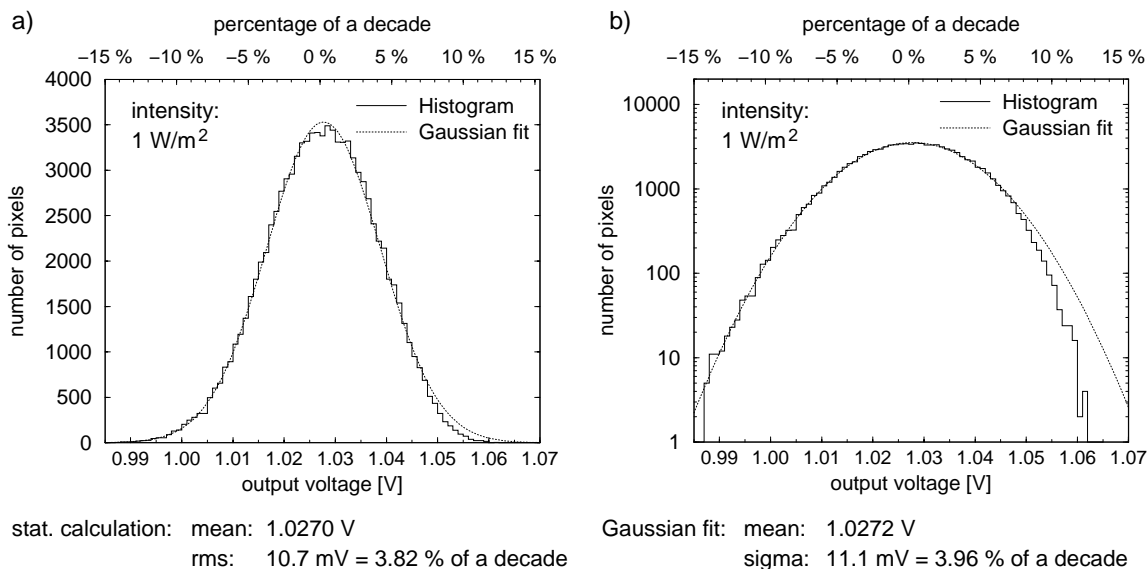 a)
percentage of a decade
−15 % −10 % −5 % 0 % 5 % 10 % 15 %
4000
3500
3000
2500
2000
1500
1000
500
0
number of pixels
intensity:
1 W/m²
Histogram
Gaussian fit
0.99 1.00 1.01 1.02 1.03 1.04 1.05 1.06 1.07
output voltage [V]
stat. calculation: mean: 1.0270 V
rms: 10.7 mV = 3.82 % of a decade
b)
percentage of a decade
−15 % −10 % −5 % 0 % 5 % 10 % 15 %
10000
1000
100
10
1
number of pixels
intensity:
1 W/m²
Histogram
Gaussian fit
0.99 1.00 1.01 1.02 1.03 1.04 1.05 1.06 1.07
output voltage [V]
Gaussian fit: mean: 1.0272 V
sigma: 11.1 mV = 3.96 % of a decade